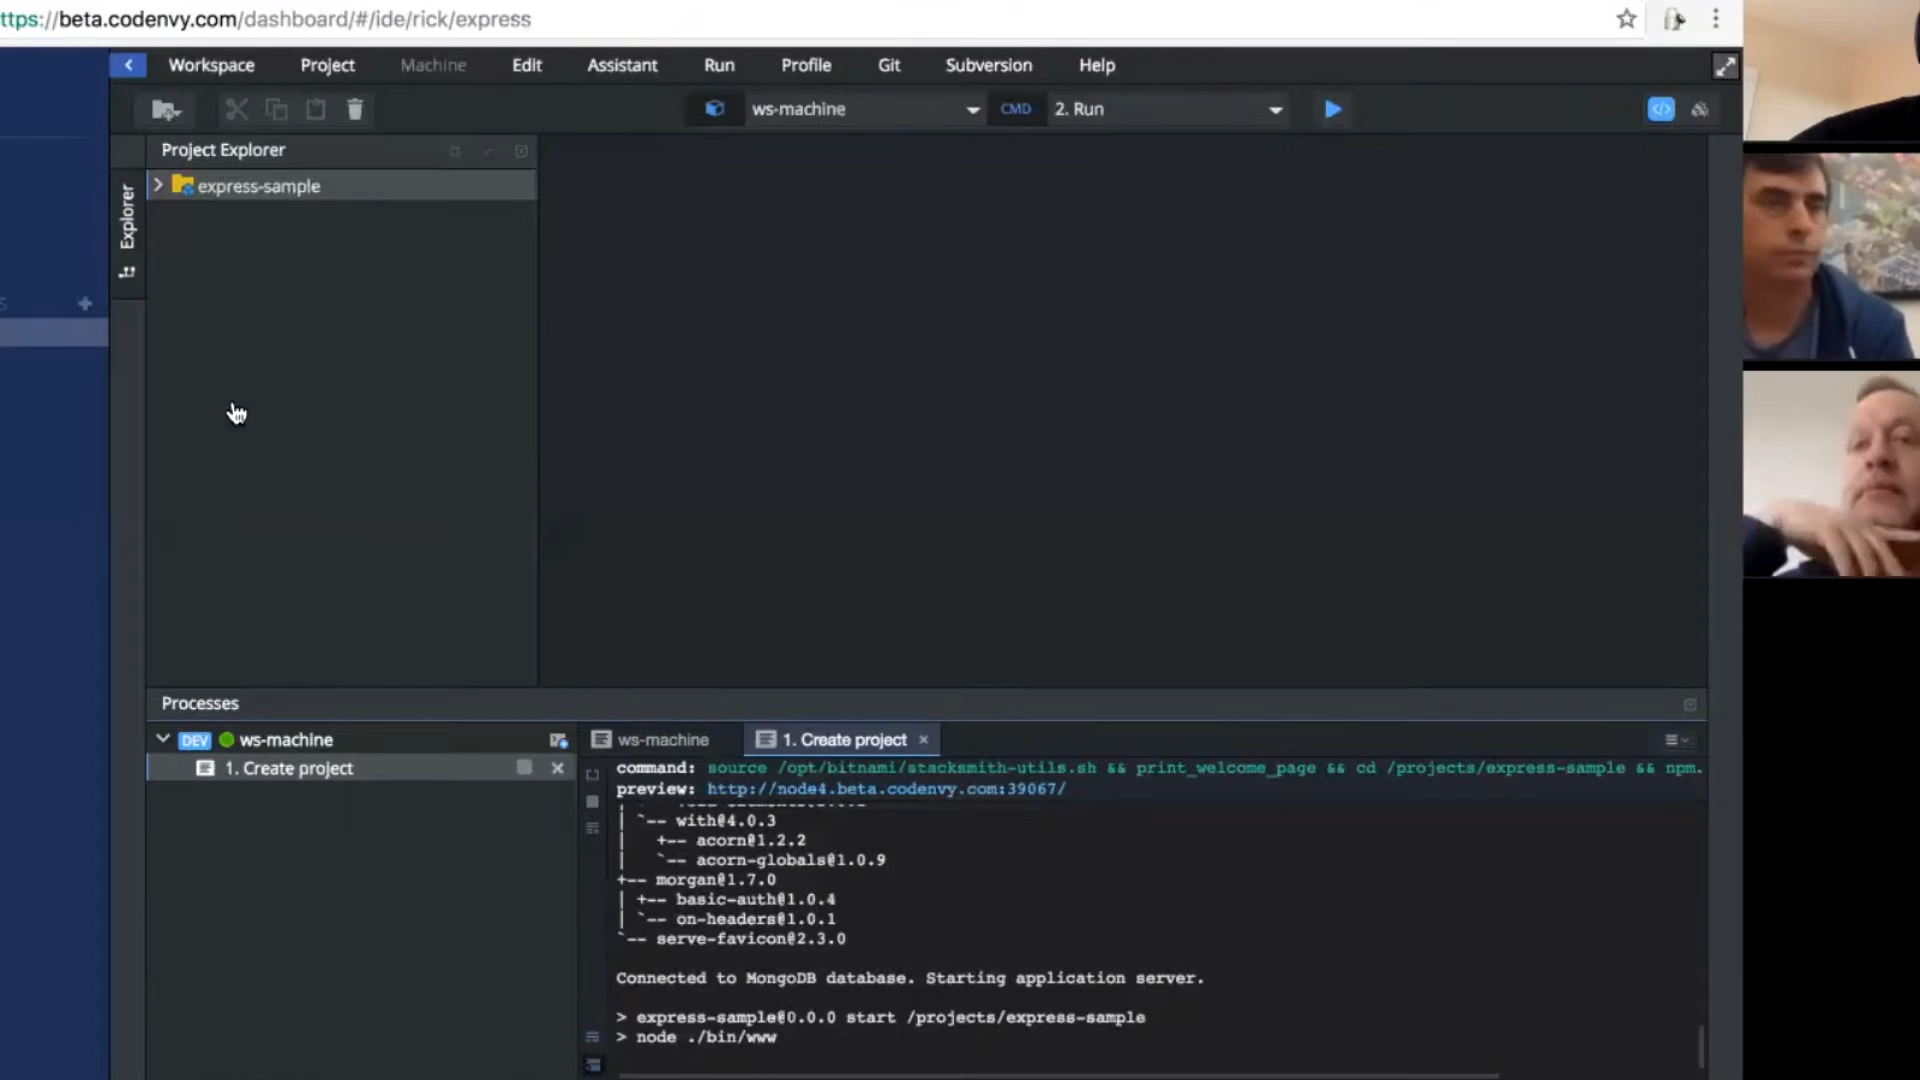 ttps://beta.codenvy.com/dashboard/#/ide/rick/express
Workspace Project Machine Edit Assistant Run Profile Git Subversion Help
ws-machine CMD 2. Run
Project Explorer
express-sample
Explorer
Processes
DEV ws-machine
1. Create project
ws-machine 1. Create project ×
command: source /opt/bitnami/stacksmith-utils.sh && print_welcome_page && cd /projects/express-sample && npm.
preview: http://node4.beta.codenvy.com:39067/
| `-- with@4.0.3
| +-- acorn@1.2.2
| `-- acorn-globals@1.0.9
+-- morgan@1.7.0
| +-- basic-auth@1.0.4
| `-- on-headers@1.0.1
`-- serve-favicon@2.3.0
Connected to MongoDB database. Starting application server.
> express-sample@0.0.0 start /projects/express-sample
> node ./bin/www